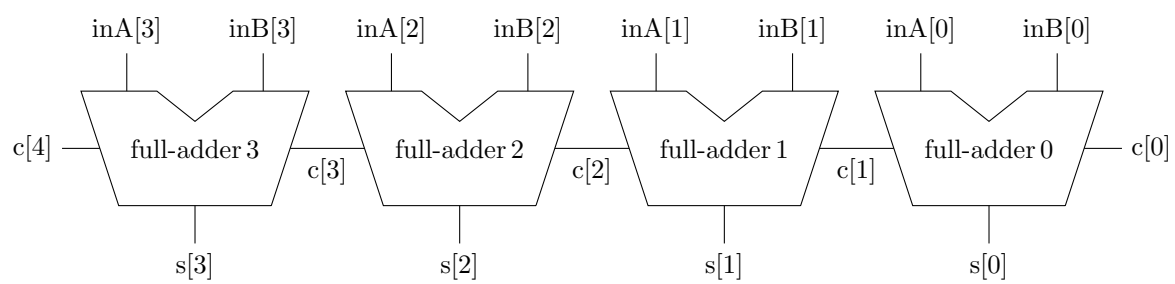 inA[3] inB[3] inA[2] inB[2] inA[1] inB[1] inA[0] inB[0]
c[4] full-adder 3 full-adder 2 full-adder 1 full-adder 0 c[0]
c[3] c[2] c[1]
s[3] s[2] s[1] s[0]